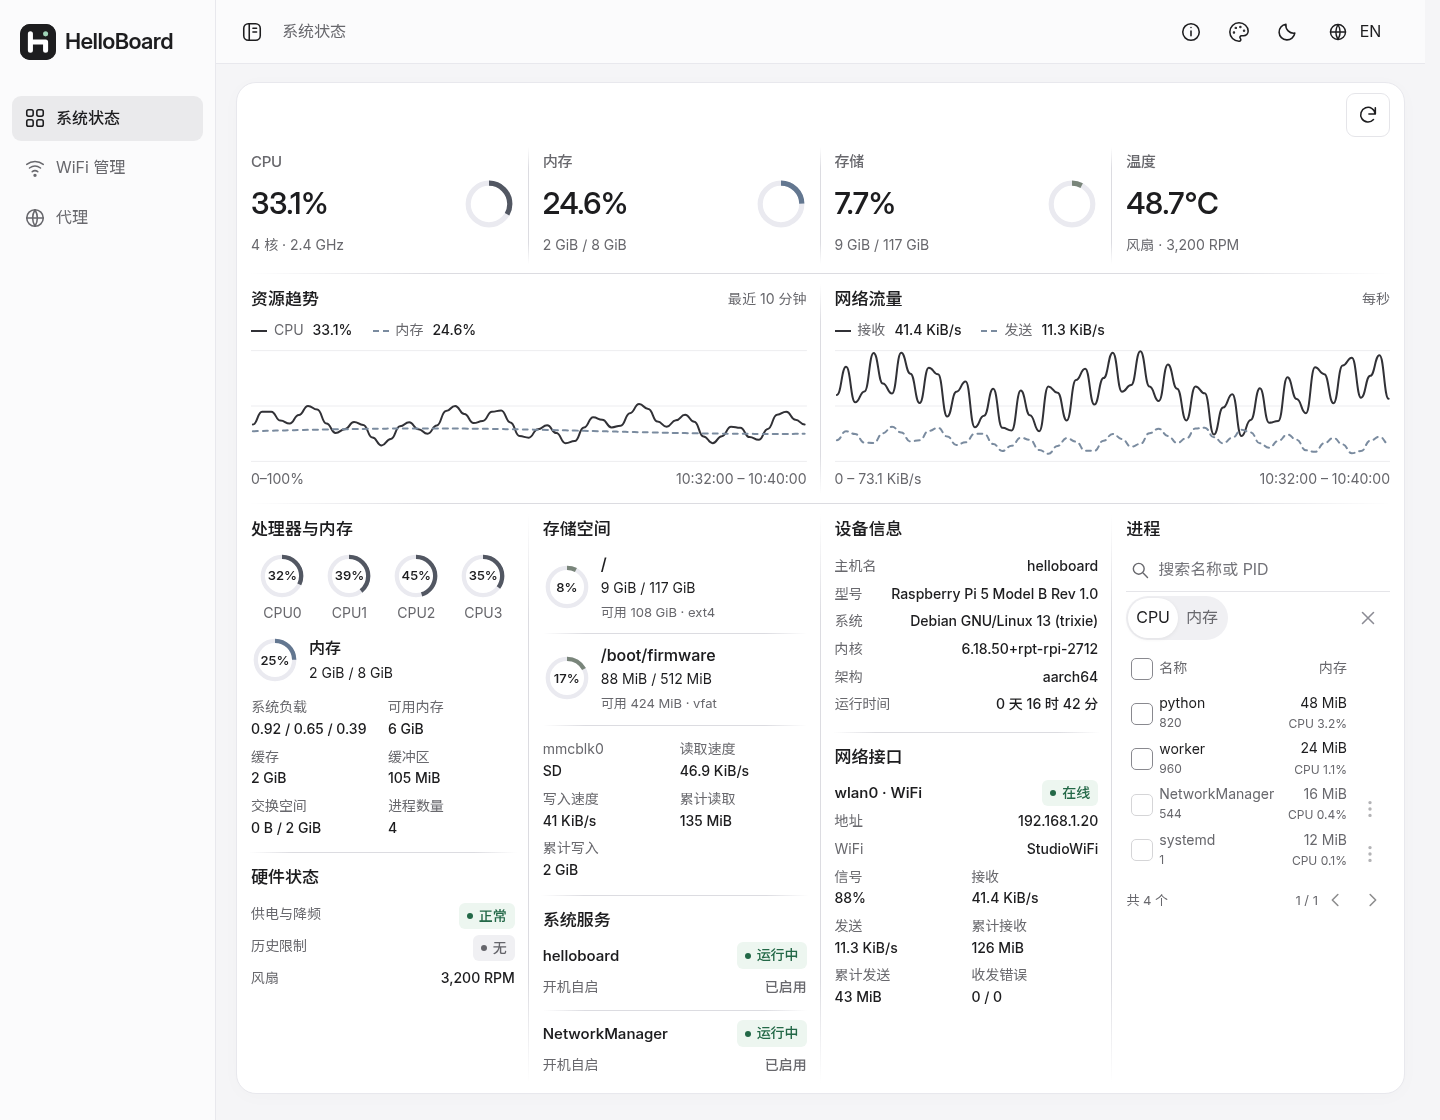 HelloBoard
系统状态
WiFi 管理
代理
系统状态
EN
CPU
33.1%
4 核 · 2.4 GHz
内存
24.6%
2 GiB / 8 GiB
存储
7.7%
9 GiB / 117 GiB
温度
48.7°C
风扇 · 3,200 RPM
资源趋势
最近 10 分钟
CPU 33.1% 内存 24.6%
0–100%
10:32:00 – 10:40:00
网络流量
每秒
接收 41.4 KiB/s 发送 11.3 KiB/s
0 – 73.1 KiB/s
10:32:00 – 10:40:00
处理器与内存
32% 39% 45% 35%
CPU0 CPU1 CPU2 CPU3
25%
内存
2 GiB / 8 GiB
系统负载 可用内存
0.92 / 0.65 / 0.39 6 GiB
缓存 缓冲区
2 GiB 105 MiB
交换空间 进程数量
0 B / 2 GiB 4
硬件状态
供电与降频 正常
历史限制 无
风扇 3,200 RPM
存储空间
8%
/
9 GiB / 117 GiB
可用 108 GiB · ext4
17%
/boot/firmware
88 MiB / 512 MiB
可用 424 MiB · vfat
mmcblk0 读取速度
SD 46.9 KiB/s
写入速度 累计读取
41 KiB/s 135 MiB
累计写入
2 GiB
系统服务
helloboard 运行中
开机自启 已启用
NetworkManager 运行中
开机自启 已启用
设备信息
主机名 helloboard
型号 Raspberry Pi 5 Model B Rev 1.0
系统 Debian GNU/Linux 13 (trixie)
内核 6.18.50+rpt-rpi-2712
架构 aarch64
运行时间 0 天 16 时 42 分
网络接口
wlan0 · WiFi 在线
地址 192.168.1.20
WiFi StudioWiFi
信号 接收
88% 41.4 KiB/s
发送 累计接收
11.3 KiB/s 126 MiB
累计发送 收发错误
43 MiB 0 / 0
进程
搜索名称或 PID
CPU 内存
名称 内存
python 48 MiB
820 CPU 3.2%
worker 24 MiB
960 CPU 1.1%
NetworkManager 16 MiB
544 CPU 0.4%
systemd 12 MiB
1 CPU 0.1%
共 4 个 1 / 1